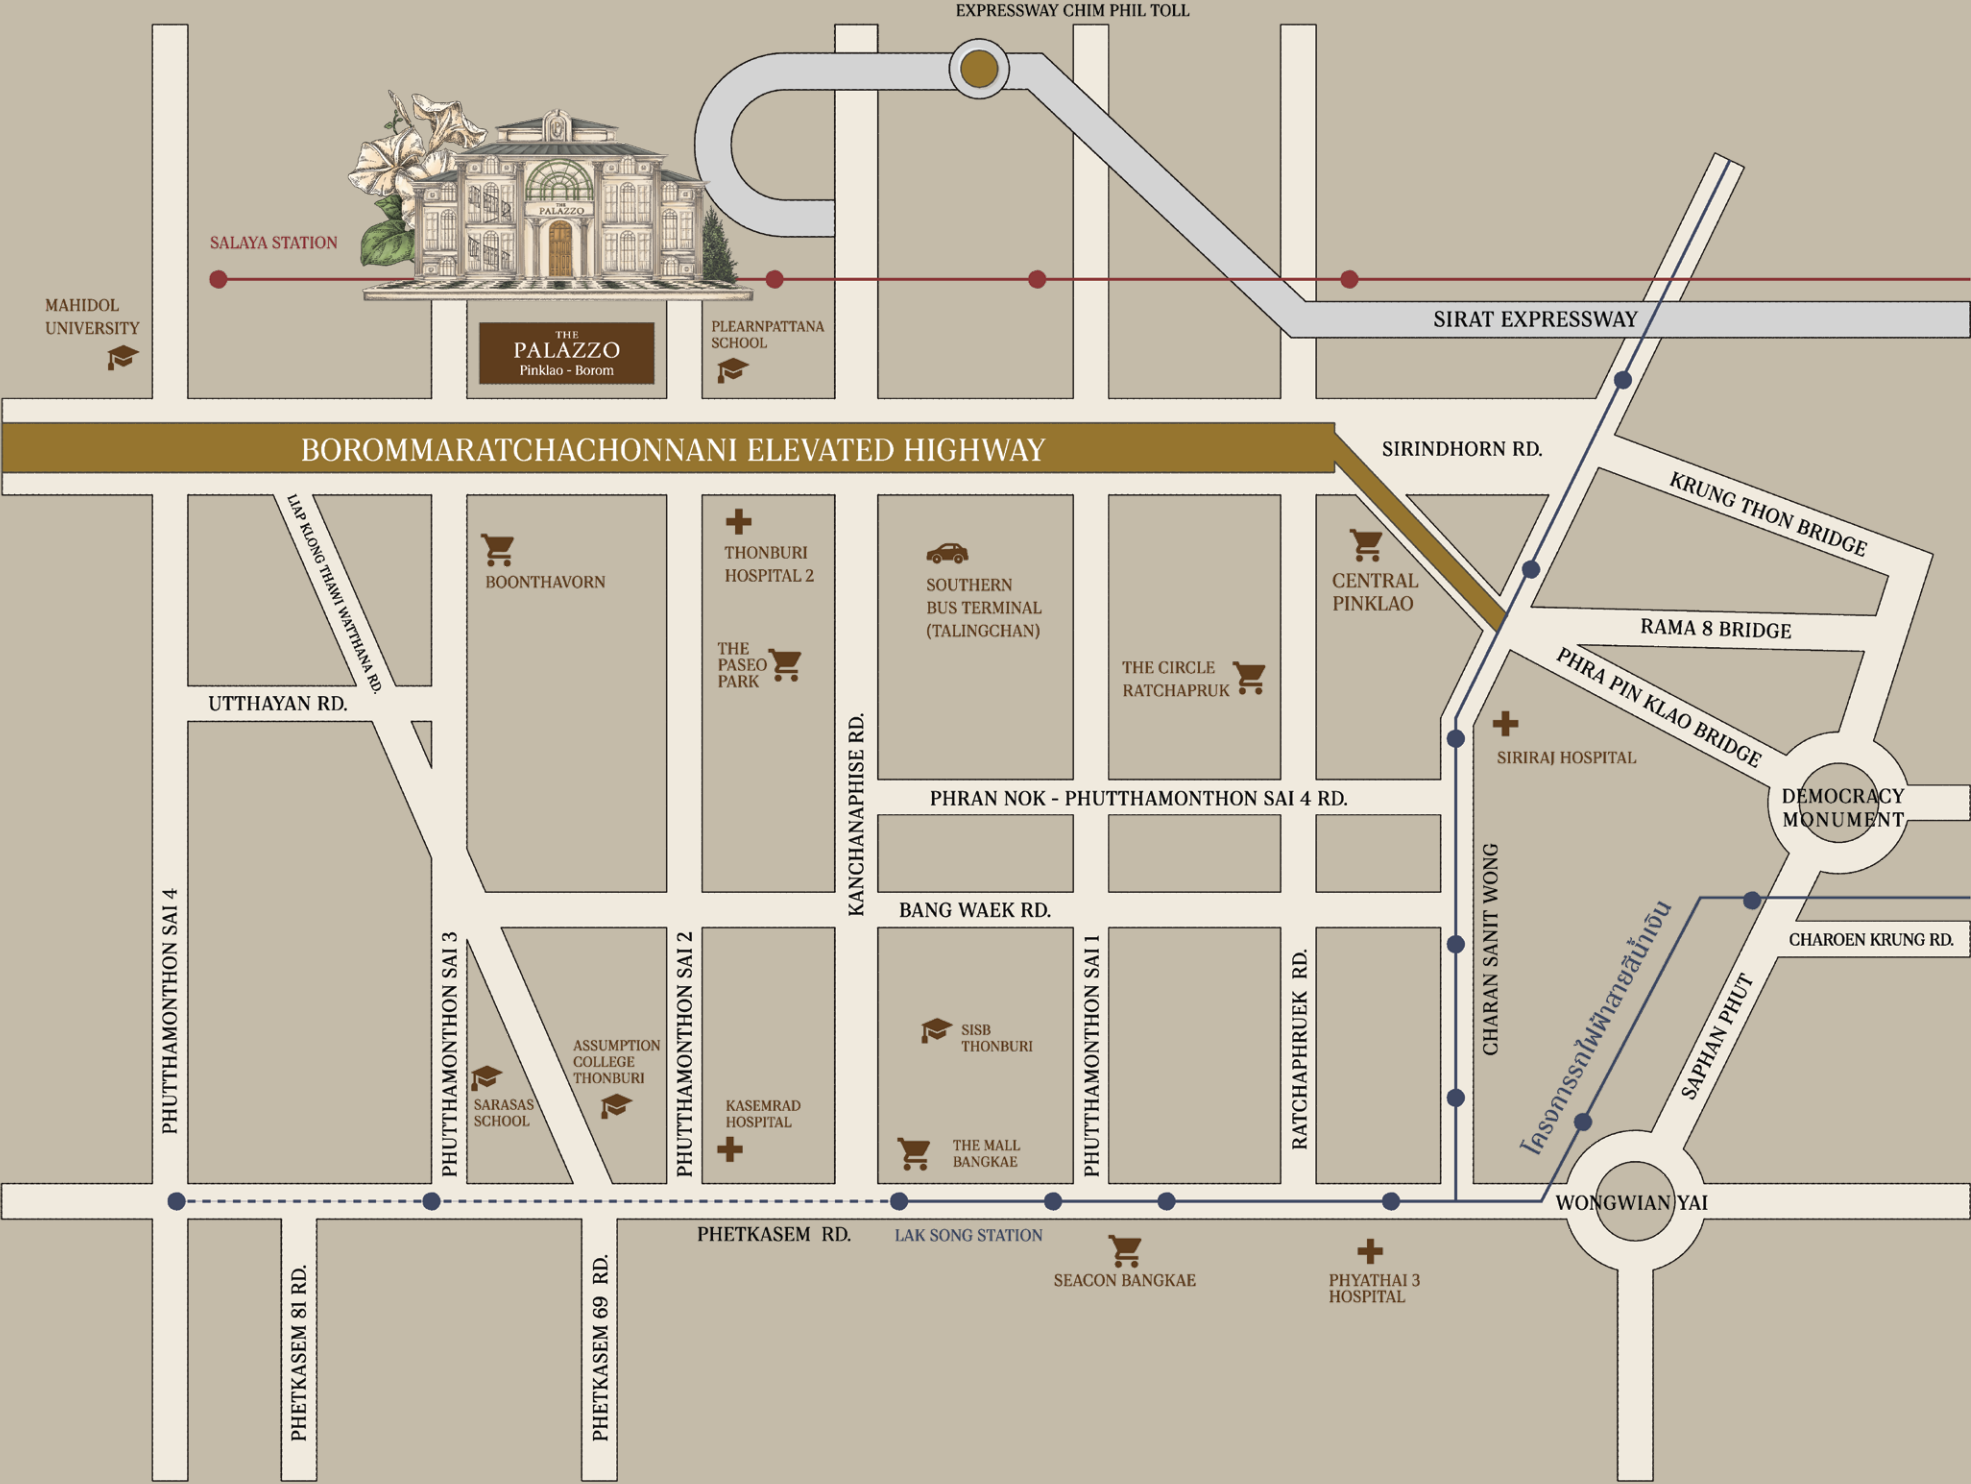 EXPRESSWAY CHIM PHIL TOLL
THE
PALAZZO
SALAYA STATION
MAHIDOL
UNIVERSITY
THE
PALAZZO
Pinklao - Borom
PLEARNPATTANA
SCHOOL
SIRAT EXPRESSWAY
BOROMMARATCHACHONNANI ELEVATED HIGHWAY
SIRINDHORN RD.
KRUNG THON BRIDGE
LIAP KLONG THAWI WATTHANA RD.
BOONTHAVORN
THONBURI
HOSPITAL 2
SOUTHERN
BUS TERMINAL
(TALINGCHAN)
CENTRAL
PINKLAO
RAMA 8 BRIDGE
THE
PASEO
PARK
THE CIRCLE
RATCHAPRUK
PHRA PIN KLAO BRIDGE
UTTHAYAN RD.
SIRIRAJ HOSPITAL
KANCHANAPHISE RD.
PHRAN NOK - PHUTTHAMONTHON SAI 4 RD.
DEMOCRACY
MONUMENT
BANG WAEK RD.
CHARAN SANIT WONG
CHAROEN KRUNG RD.
PHUTTHAMONTHON SAI 4
PHUTTHAMONTHON SAI 3
PHUTTHAMONTHON SAI 2
PHUTTHAMONTHON SAI 1
RATCHAPHRUEK RD.
โครงการรถไฟฟ้าสายสีน้ำเงิน
SAPHAN PHUT
SISB
THONBURI
ASSUMPTION
COLLEGE
THONBURI
SARASAS
SCHOOL
KASEMRAD
HOSPITAL
THE MALL
BANGKAE
WONGWIAN YAI
PHETKASEM RD.
LAK SONG STATION
SEACON BANGKAE
PHYATHAI 3
HOSPITAL
PHETKASEM 81 RD.
PHETKASEM 69 RD.